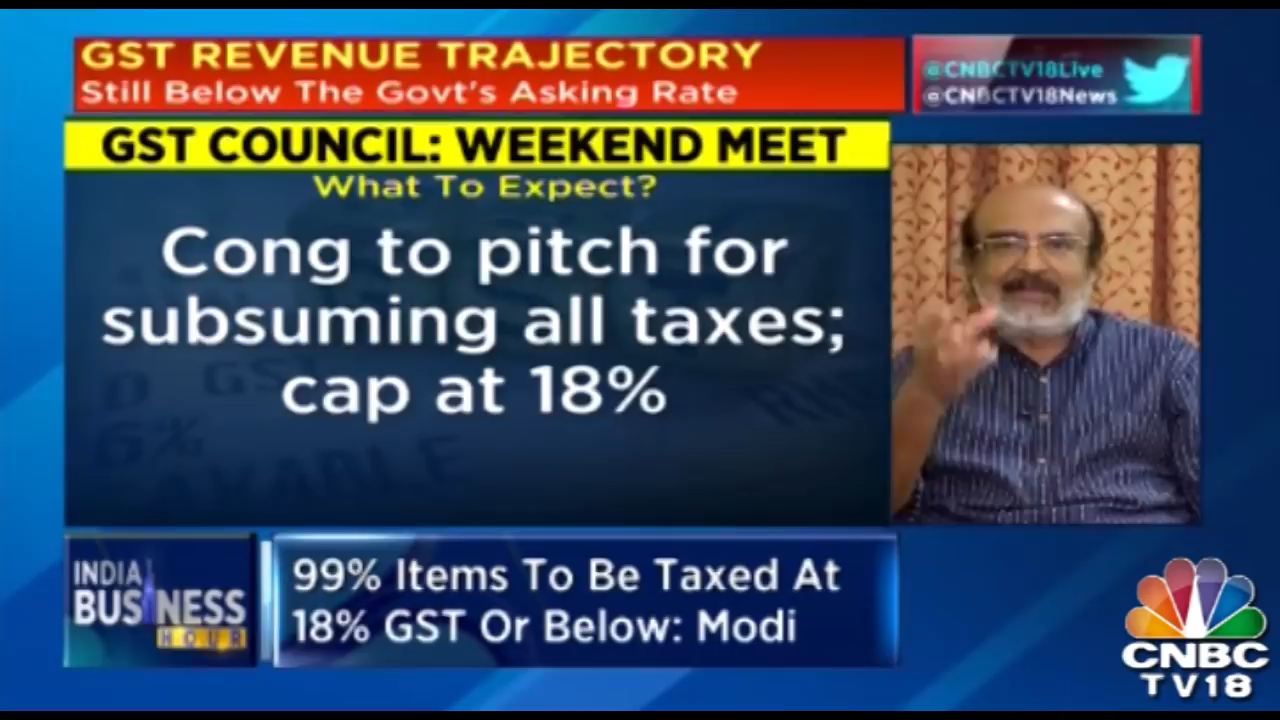 GST REVENUE TRAJECTORY
Still Below The Govt's Asking Rate
@CNBCTV18Live
@CNBCTV18News
GST COUNCIL: WEEKEND MEET
What To Expect?
Cong to pitch for
subsuming all taxes;
cap at 18%
INDIA
BUSINESS
HOUR
99% Items To Be Taxed At
18% GST Or Below: Modi
CNBC
TV18